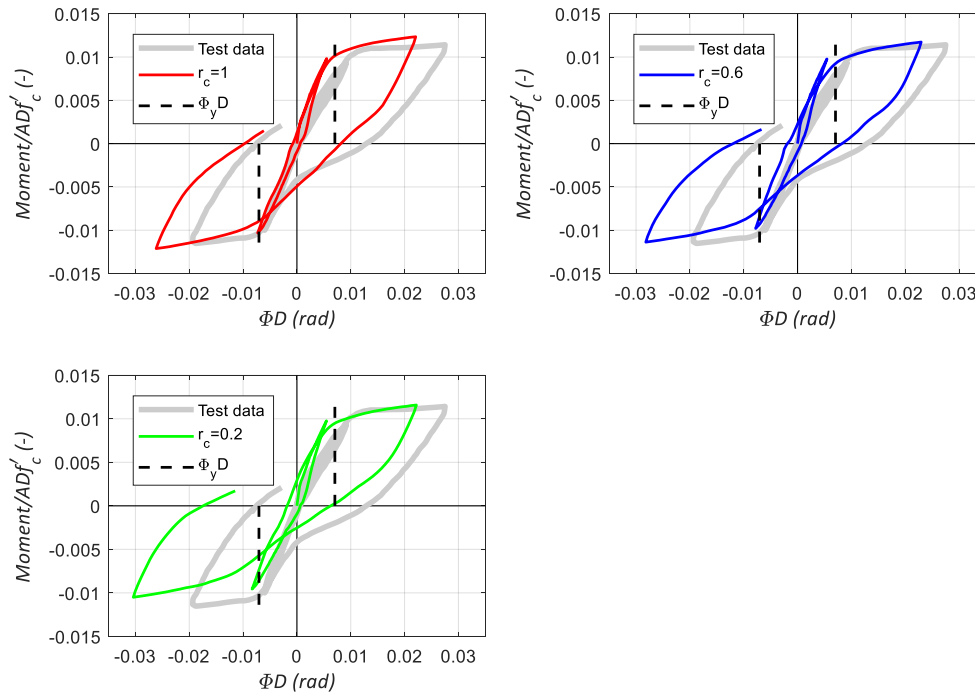 0.015
0.01
0.005
0
-0.005
-0.01
-0.015
Moment/ADf′c (-)
Test data
r_c=1
Φ_yD
-0.03 -0.02 -0.01 0 0.01 0.02 0.03
ΦD (rad)
0.015
0.01
0.005
0
-0.005
-0.01
-0.015
Moment/ADf′c (-)
Test data
r_c=0.6
Φ_yD
-0.03 -0.02 -0.01 0 0.01 0.02 0.03
ΦD (rad)
0.015
0.01
0.005
0
-0.005
-0.01
-0.015
Moment/ADf′c (-)
Test data
r_c=0.2
Φ_yD
-0.03 -0.02 -0.01 0 0.01 0.02 0.03
ΦD (rad)